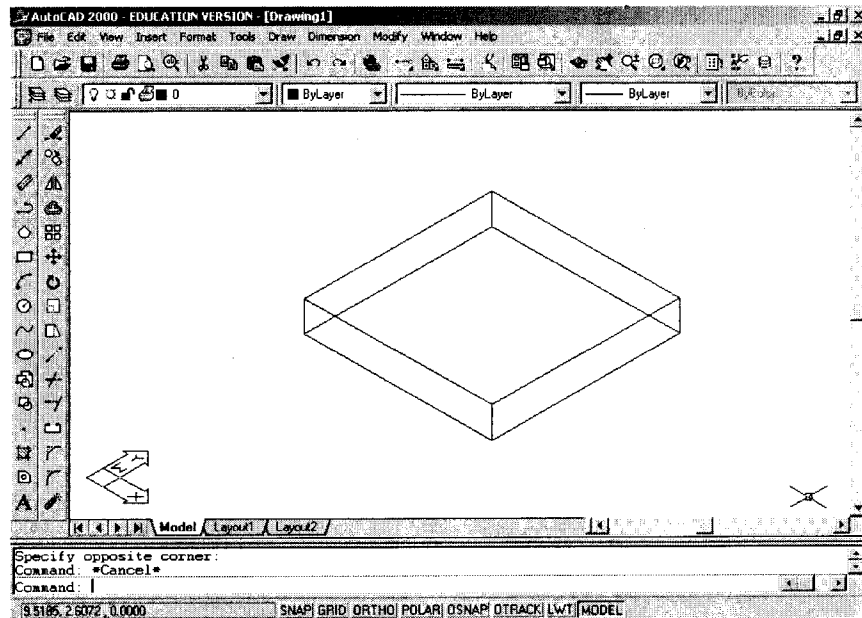 AutoCAD 2000 - EDUCATION VERSION - [Drawing1]
File Edit View Insert Format Tools Draw Dimension Modify Window Help
0 ByLayer ByLayer ByLayer ByColor
Y W X
Model Layout1 Layout2
Specify opposite corner:
Command: *Cancel*
Command:
9.5185, 2.6072, 0.0000 SNAP GRID ORTHO POLAR OSNAP OTRACK LWT MODEL